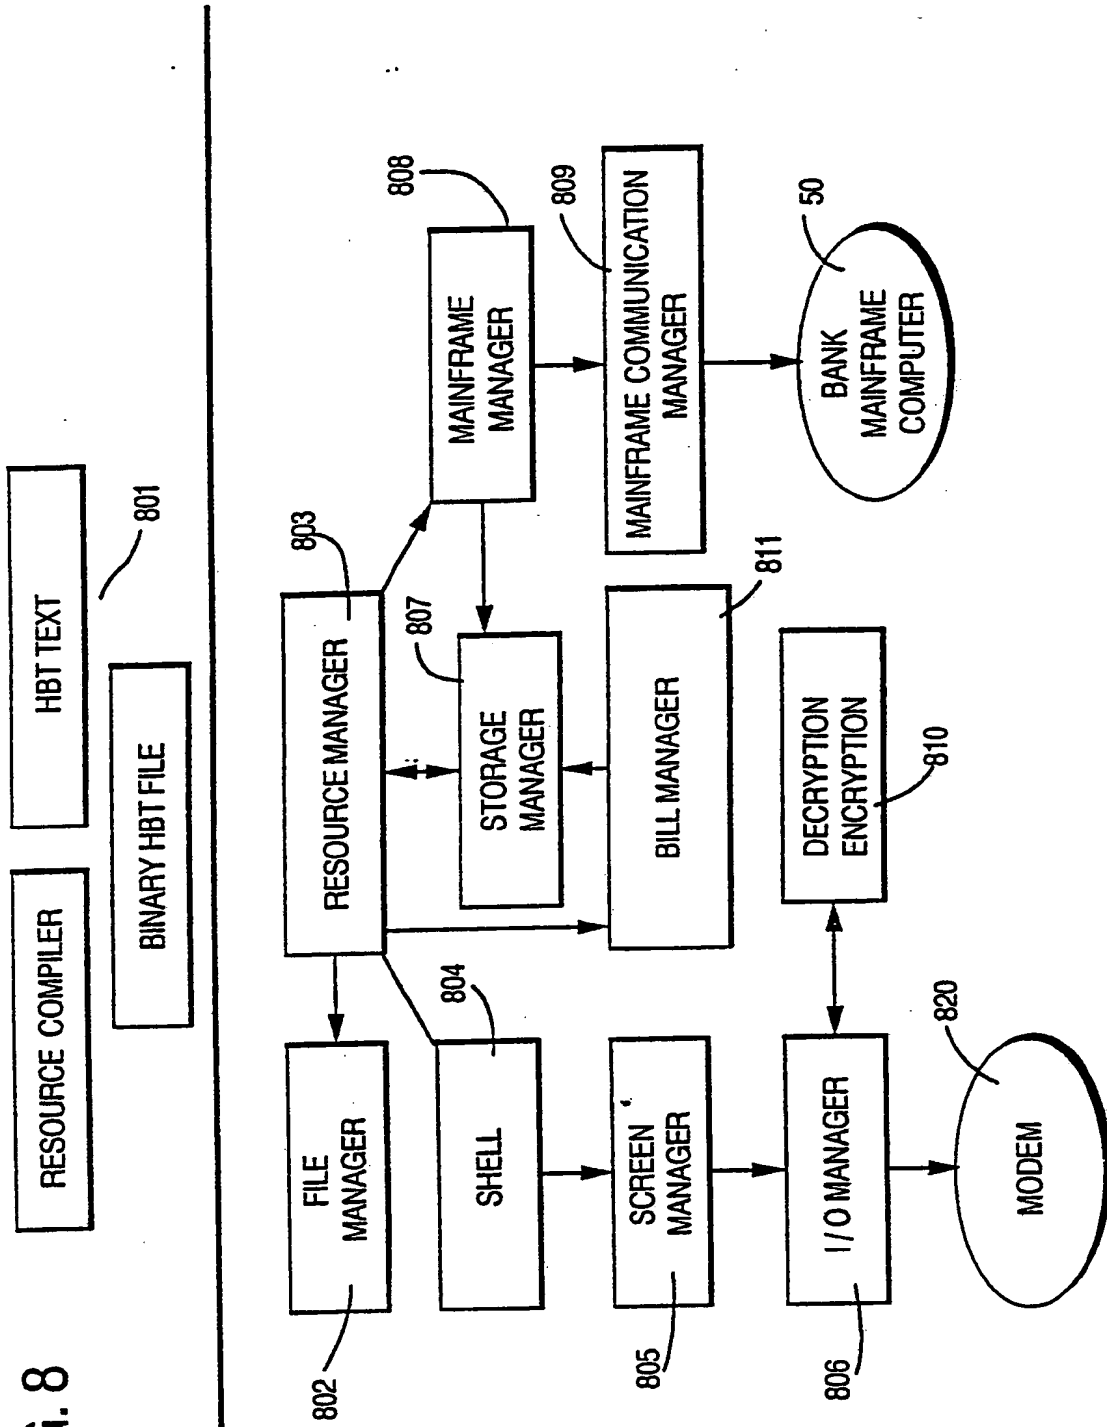 8
RESOURCE COMPILER
HBT TEXT
801
BINARY HBT FILE
802
FILE
MANAGER
RESOURCE MANAGER
803
808
804
SHELL
807
STORAGE
MANAGER
MAINFRAME
MANAGER
805
SCREEN
MANAGER
BILL MANAGER
811
809
MAINFRAME COMMUNICATION
MANAGER
806
I/O MANAGER
DECRYPTION
ENCRYPTION
810
50
BANK
MAINFRAME
COMPUTER
820
MODEM